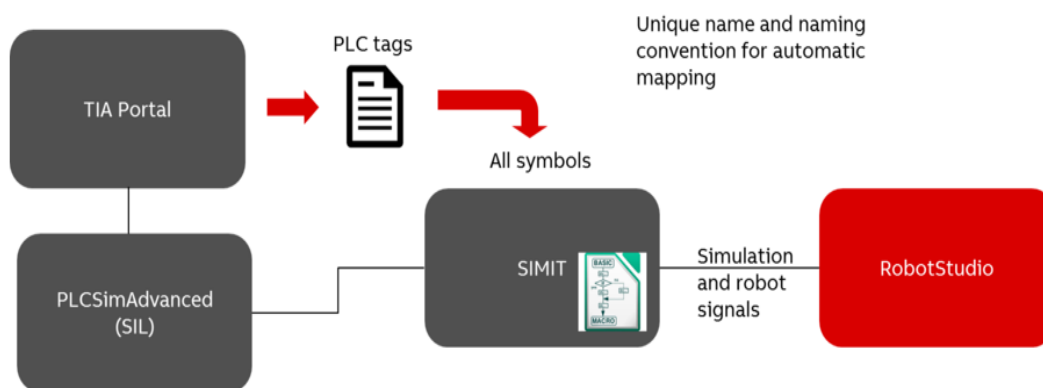 Unique name and naming
convention for automatic
mapping
PLC tags
TIA Portal
All symbols
PLCSimAdvanced
(SIL)
SIMIT
BASIC
MACRO
Simulation
and robot
signals
RobotStudio